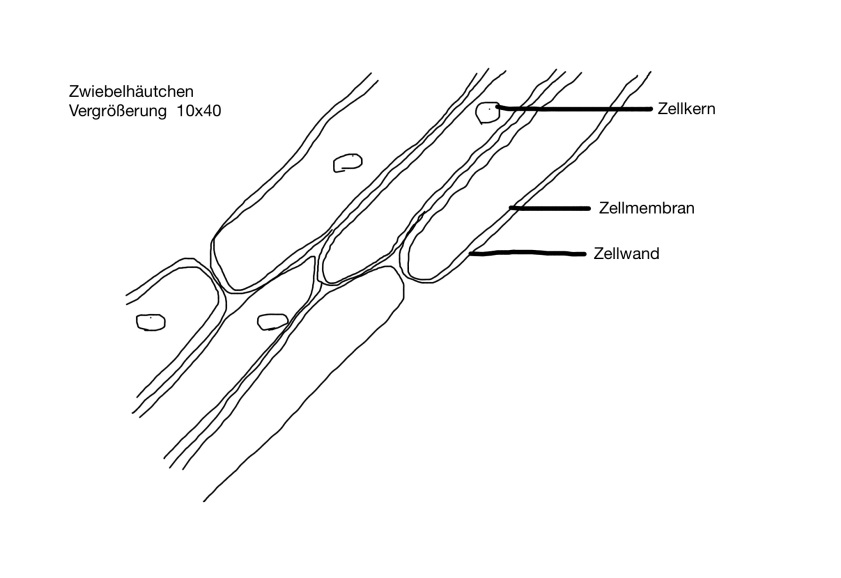 Zwiebelhäutchen
Vergrößerung 10x40
Zellkern
Zellmembran
Zellwand